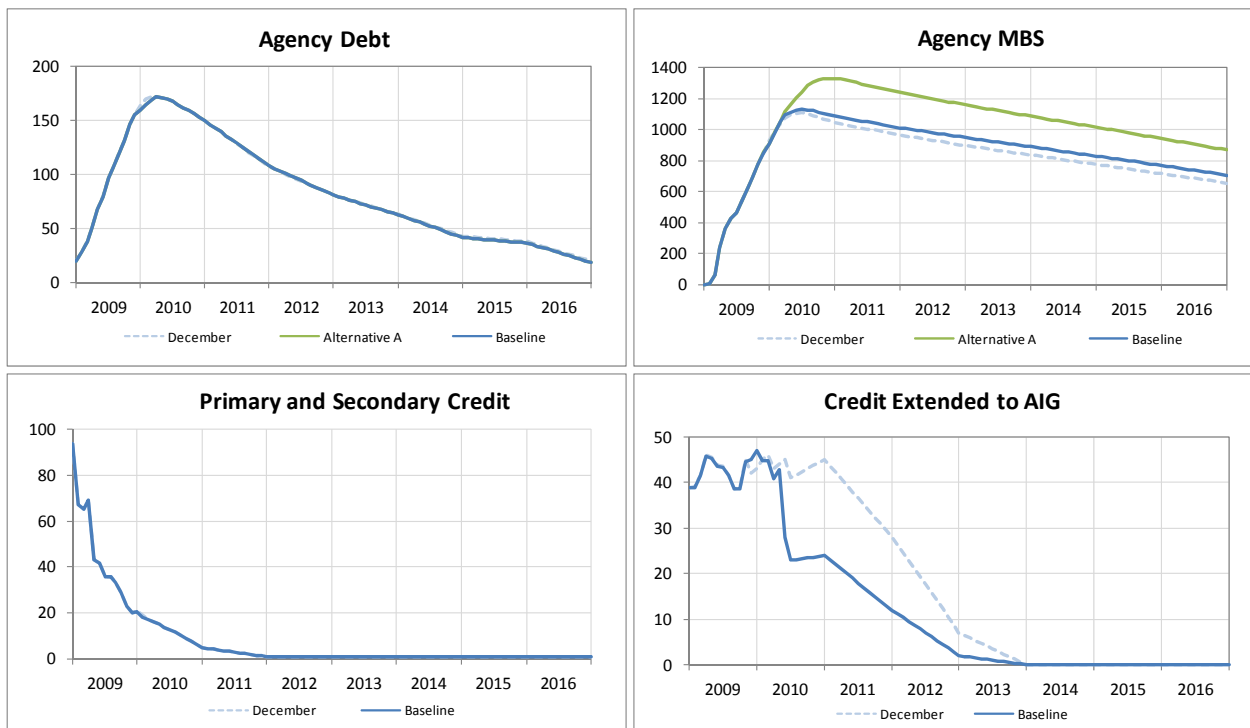 Agency Debt
200
150
100
50
0
2009 2010 2011 2012 2013 2014 2015 2016
December Alternative A Baseline
Agency MBS
1400
1200
1000
800
600
400
200
0
2009 2010 2011 2012 2013 2014 2015 2016
December Alternative A Baseline
Primary and Secondary Credit
100
80
60
40
20
0
2009 2010 2011 2012 2013 2014 2015 2016
December Baseline
Credit Extended to AIG
50
40
30
20
10
0
2009 2010 2011 2012 2013 2014 2015 2016
December Baseline